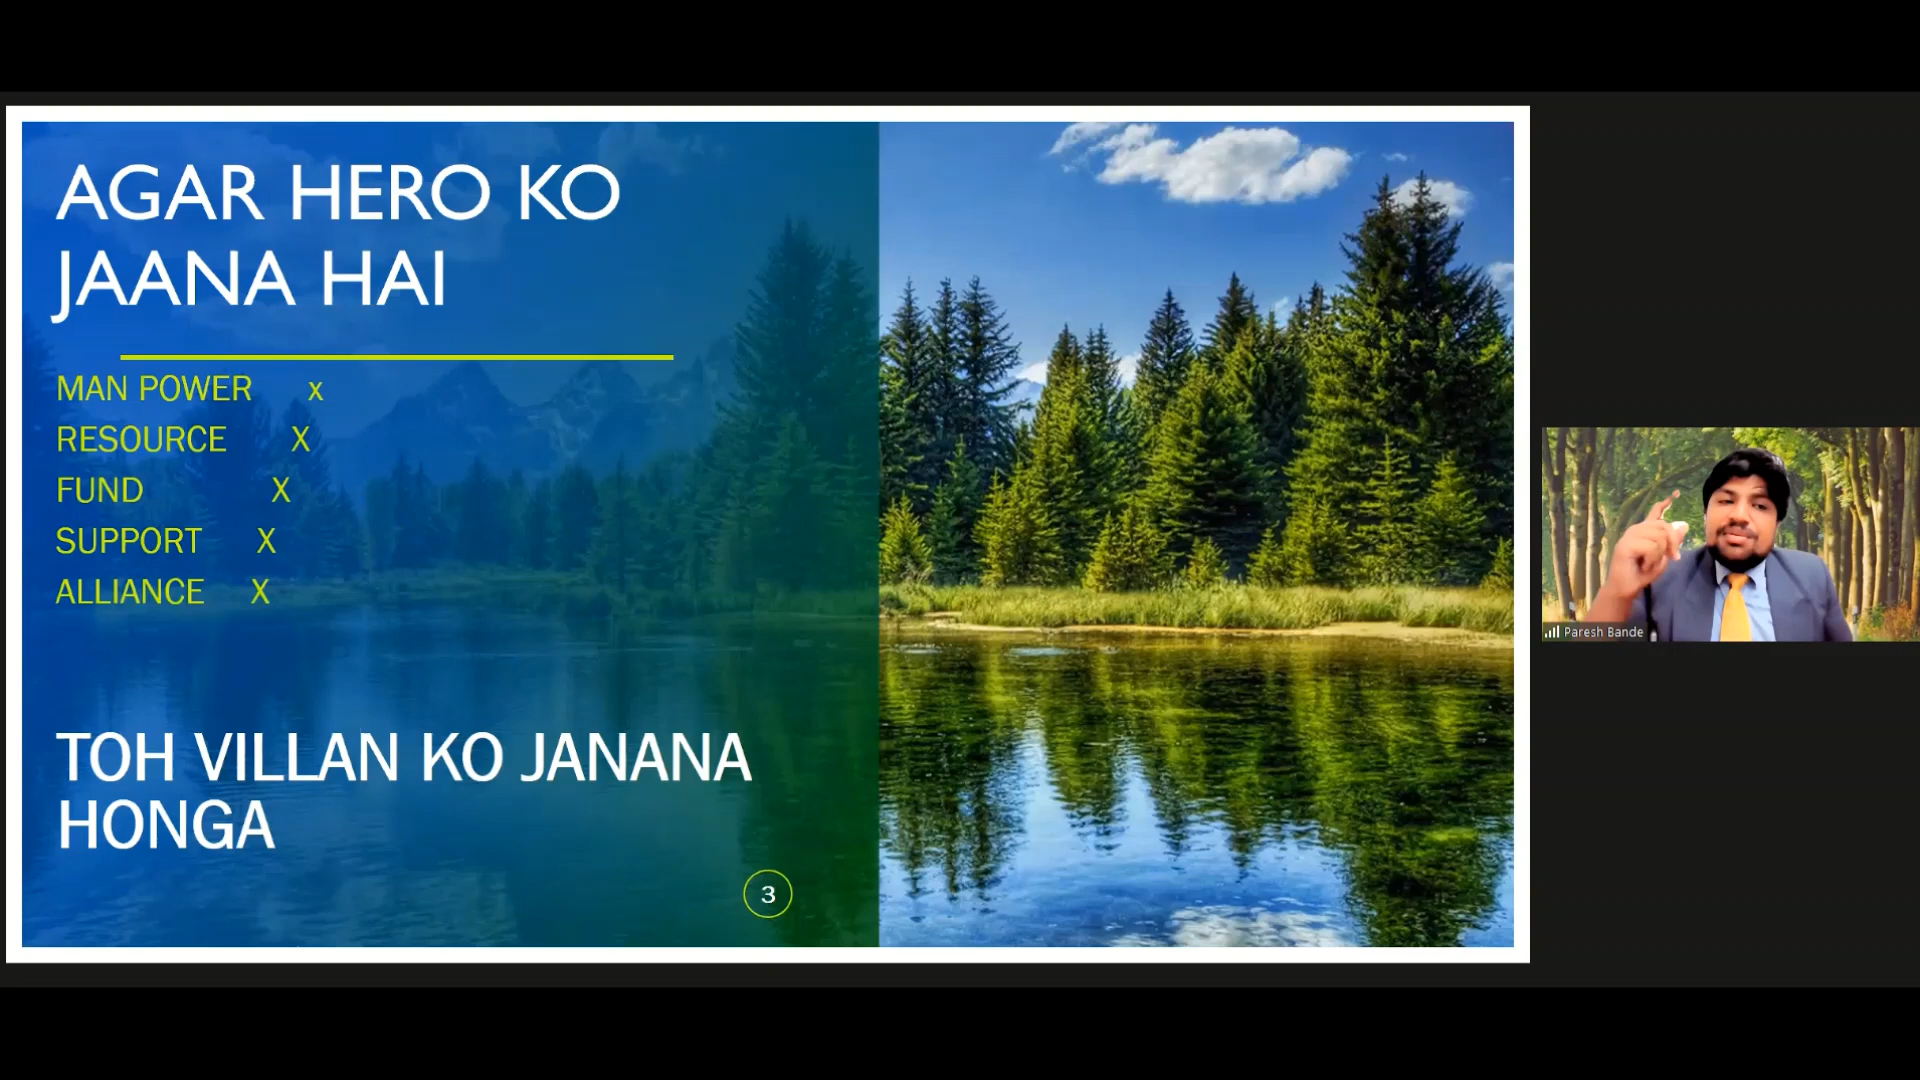 AGAR HERO KO
JAANA HAI
MAN POWER x
RESOURCE X
FUND X
SUPPORT X
ALLIANCE X
TOH VILLAN KO JANANA
HONGA
3
Paresh Bande